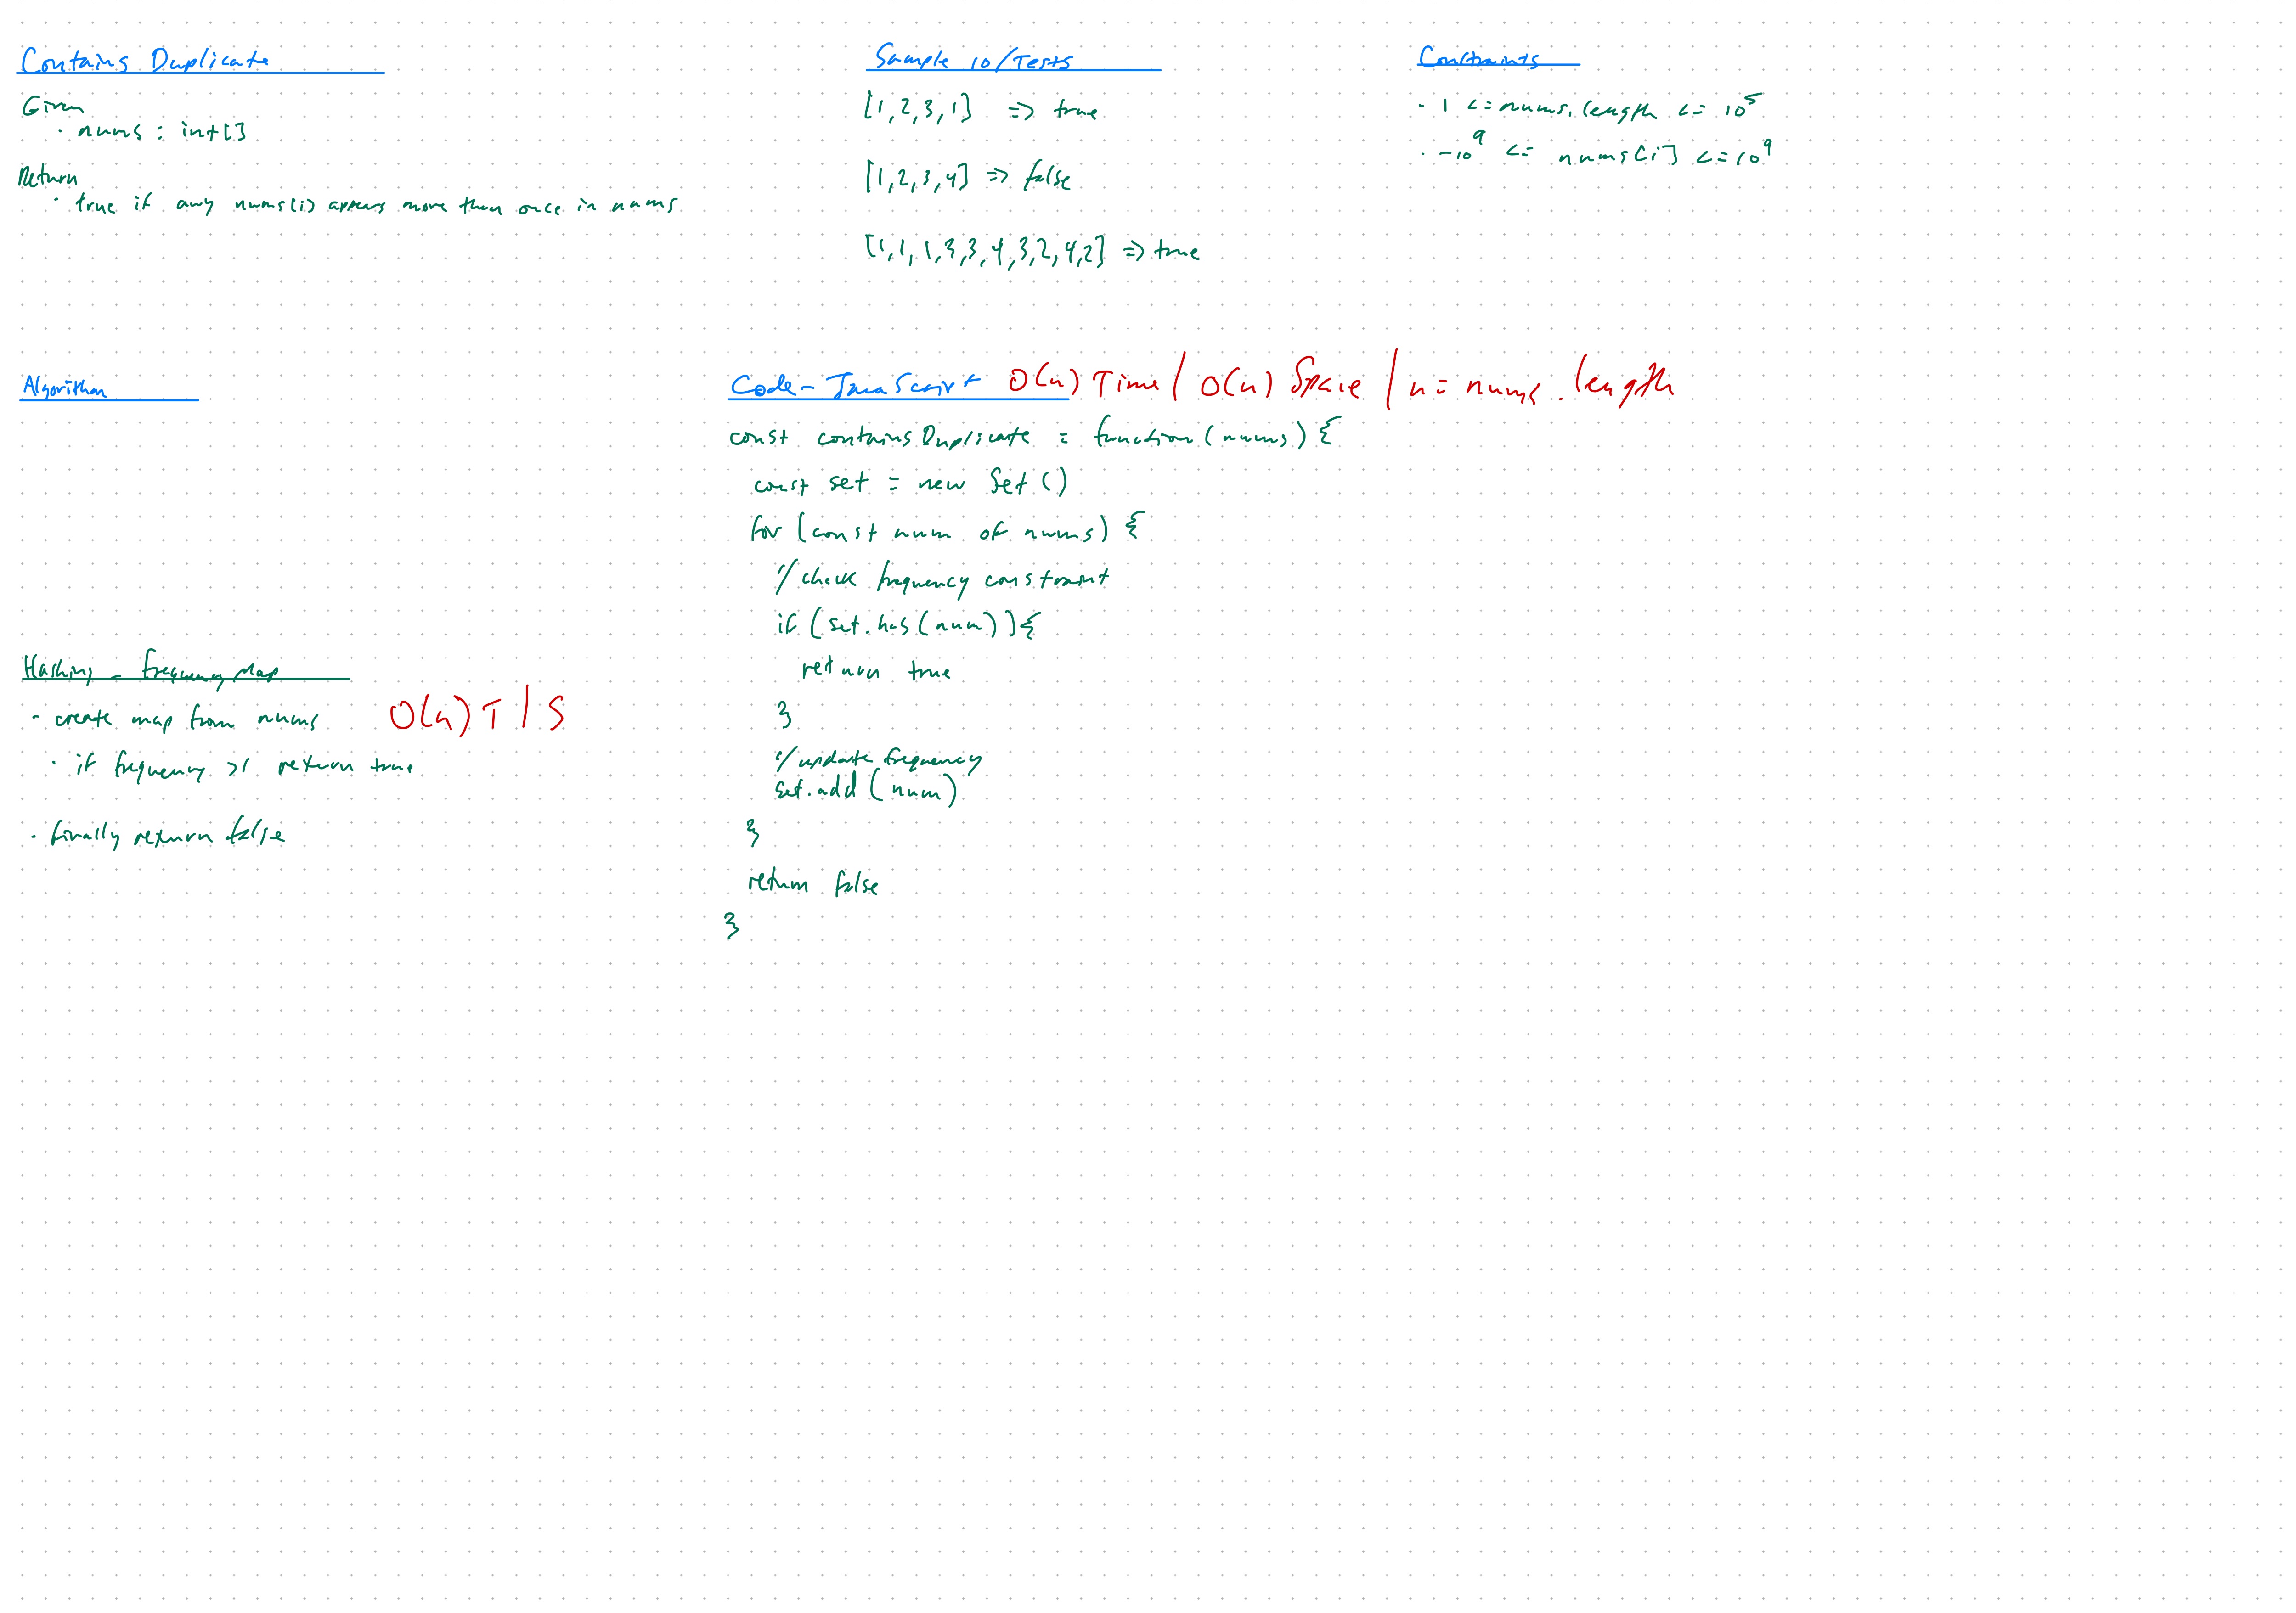 Contains Duplicate
Given
· nums : int[]
Return
· true if any nums(i) appears more than once in nums
Sample IO/Tests
[1,2,3,1] => true
[1,2,3,4] => false
[1,1,1,3,3,4,3,2,4,2] => true
Constraints
· 1 <= nums.length <= 10^5
· -10^9 <= nums[i] <= 10^9
Algorithm
Hashing - Frequency Map
- create map from nums O(n) T | S
· if frequency >1 return true
· finally return false
Code - JavaScript O(n) Time | O(n) Space | n = nums.length
const containsDuplicate = function(nums) {
const set = new Set()
for (const num of nums) {
// check frequency constraint
if (set.has(num)){
return true
}
// update frequency
set.add(num)
}
return false
}